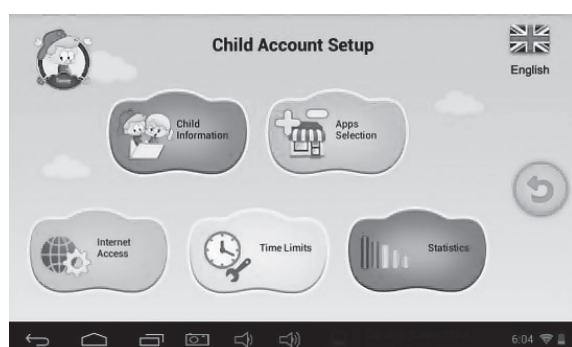 Child Account Setup
English
Child
Information
Apps
Selection
Internet
Access
Time Limits
Statistics
6:04